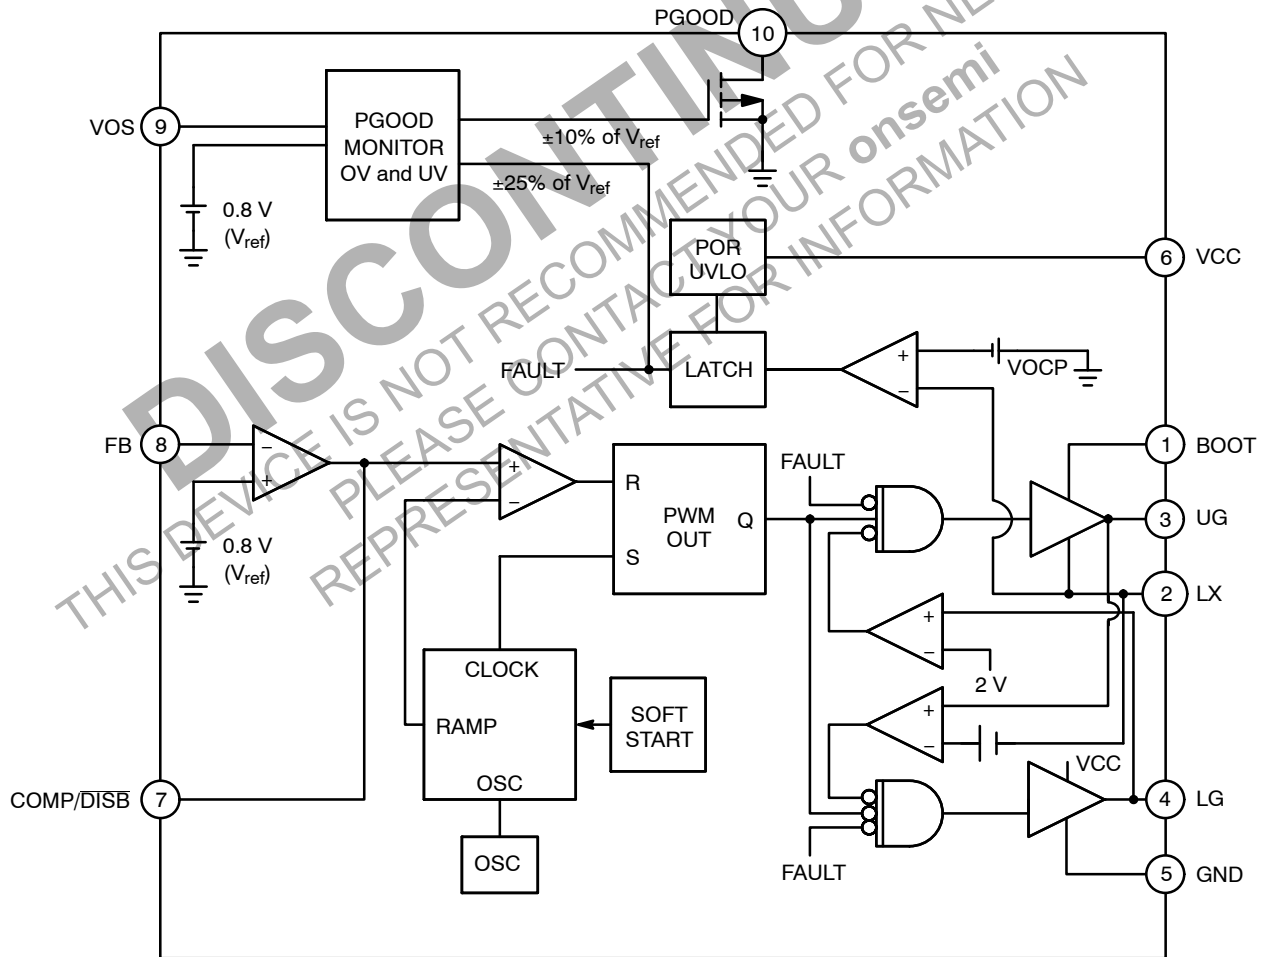 PGOOD
10
VOS
9
PGOOD
MONITOR
OV and UV
±10% of Vref
±25% of Vref
0.8 V
(Vref)
POR
UVLO
6
VCC
FAULT
LATCH
+
−
VOCP
FB
8
−
+
0.8 V
(Vref)
+
−
R
S
PWM
OUT
Q
FAULT
1
BOOT
3
UG
2
LX
+
−
2 V
CLOCK
RAMP
OSC
SOFT
START
+
−
VCC
COMP/DISB
7
4
LG
OSC
FAULT
5
GND
DISCONTINU
THIS DEVICE IS NOT RECOMMENDED FOR NE
PLEASE CONTACT YOUR onsemi
REPRESENTATIVE FOR INFORMATION